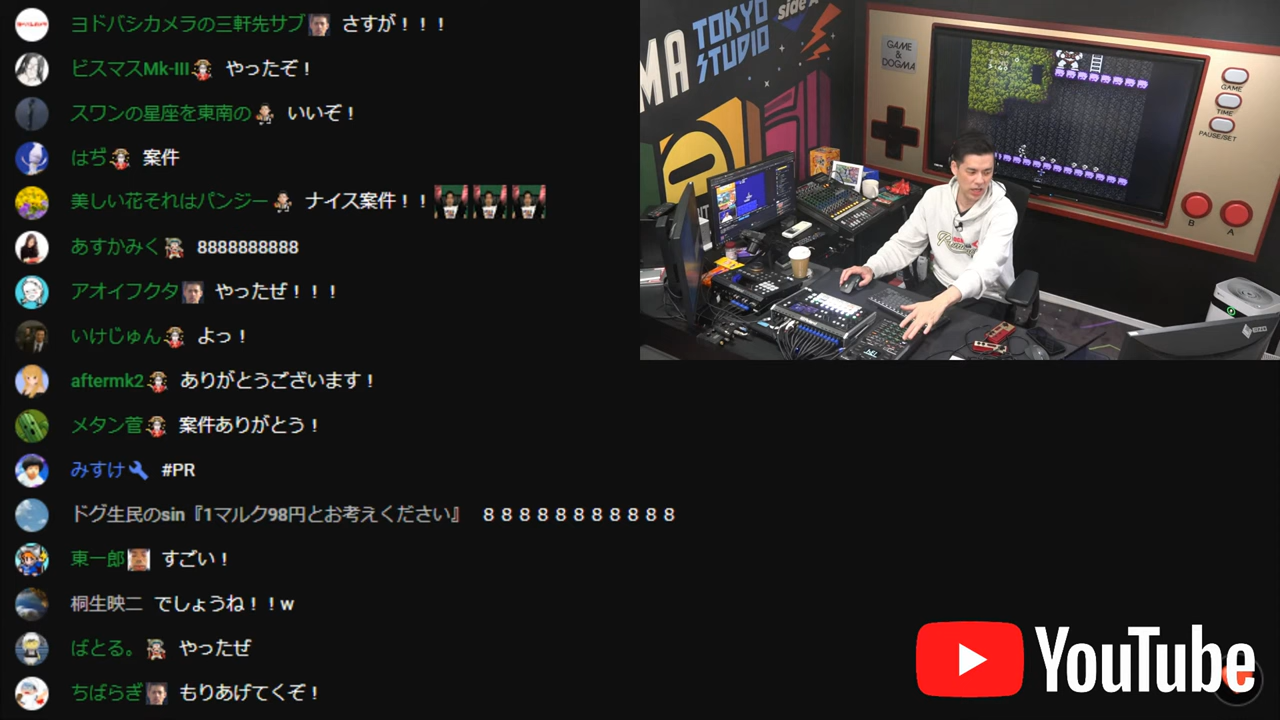 ヨドバシカメラの三軒先サブ さすが！！！
ビスマスMk-III やったぞ！
スワンの星座を東南の いいぞ！
はぢ 案件
美しい花それはパンジー ナイス案件！！
あすかみく 8888888888
アオイフクタ やったぜ！！！
いけじゅん よっ！
aftermk2 ありがとうございます！
メタン菅 案件ありがとう！
みすけ #PR
ドグ生民のsin『1マルク98円とお考えください』 ８８８８８８８８８８８
東一郎 すごい！
桐生映二 でしょうね！！w
ばとる。 やったぜ
ちばらぎ もりあげてくぞ！
MA
TOKYO
STUDIO
side A
GAME
& DOGMA
GAME
TIME
PAUSE/SET
B
A
YouTube